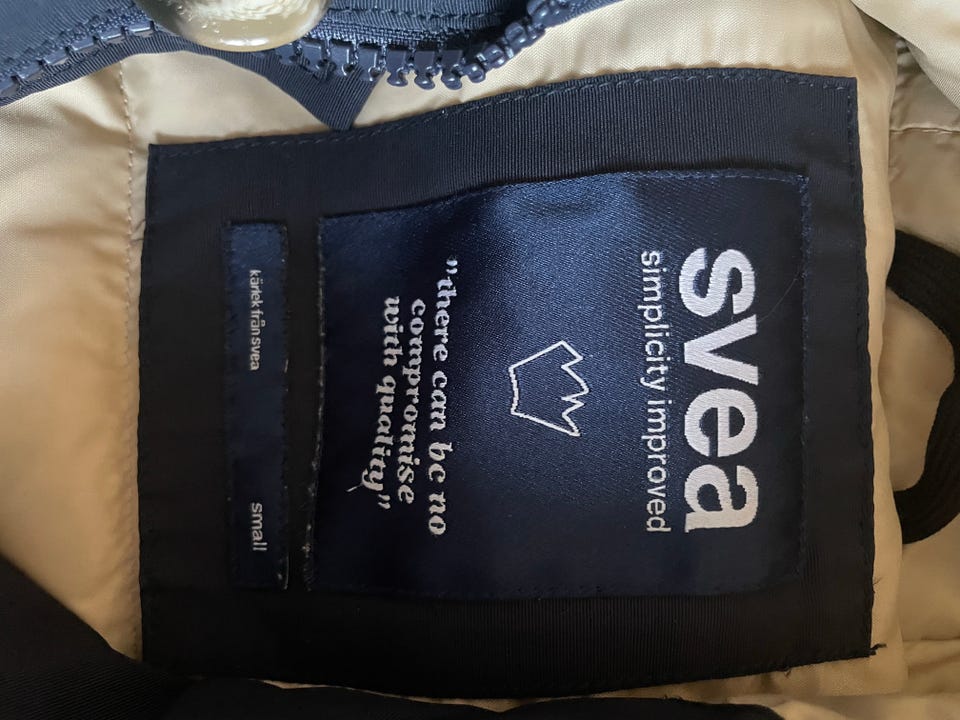 svea
simplicity improved
"there can be no
compromise
with quality"
kärlek från svea
small